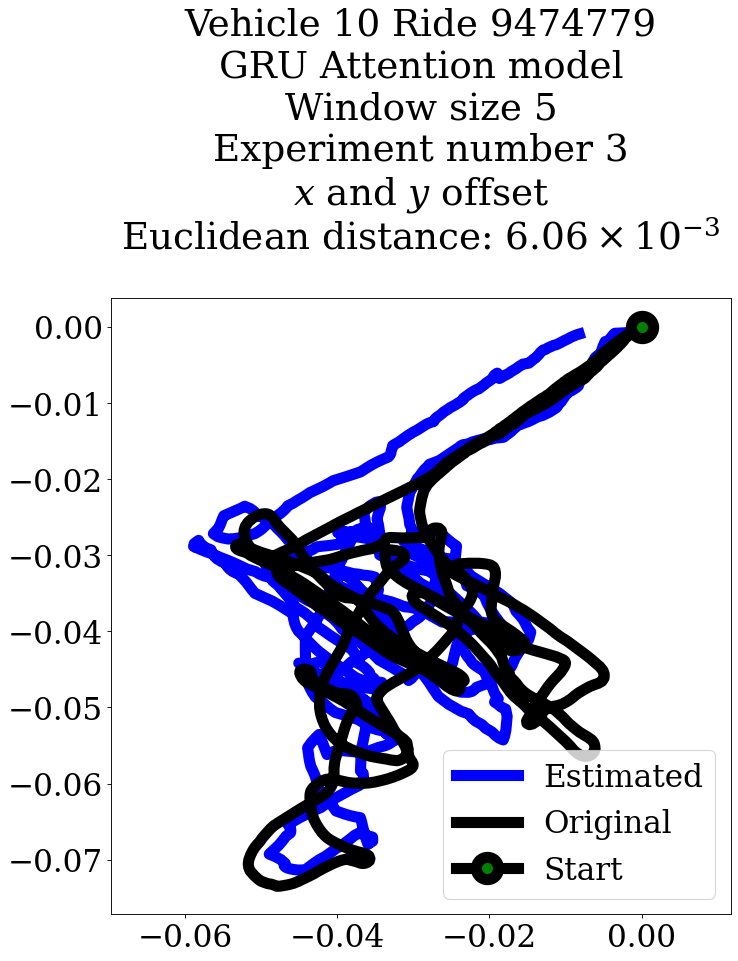 Vehicle 10 Ride 9474779
GRU Attention model
Window size 5
Experiment number 3
x and y offset
Euclidean distance: 6.06 × 10⁻³
0.00
−0.01
−0.02
−0.03
−0.04
−0.05
−0.06
−0.07
Estimated
Original
Start
−0.06 −0.04 −0.02 0.00